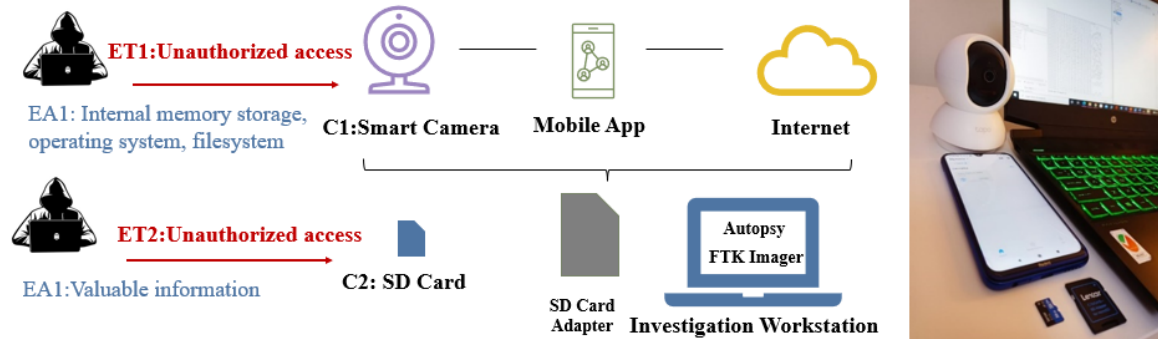 ET1:Unauthorized access
EA1: Internal memory storage,
operating system, filesystem
C1:Smart Camera
Mobile App
Internet
ET2:Unauthorized access
EA1:Valuable information
C2: SD Card
SD Card
Adapter
Autopsy
FTK Imager
Investigation Workstation
Lexar